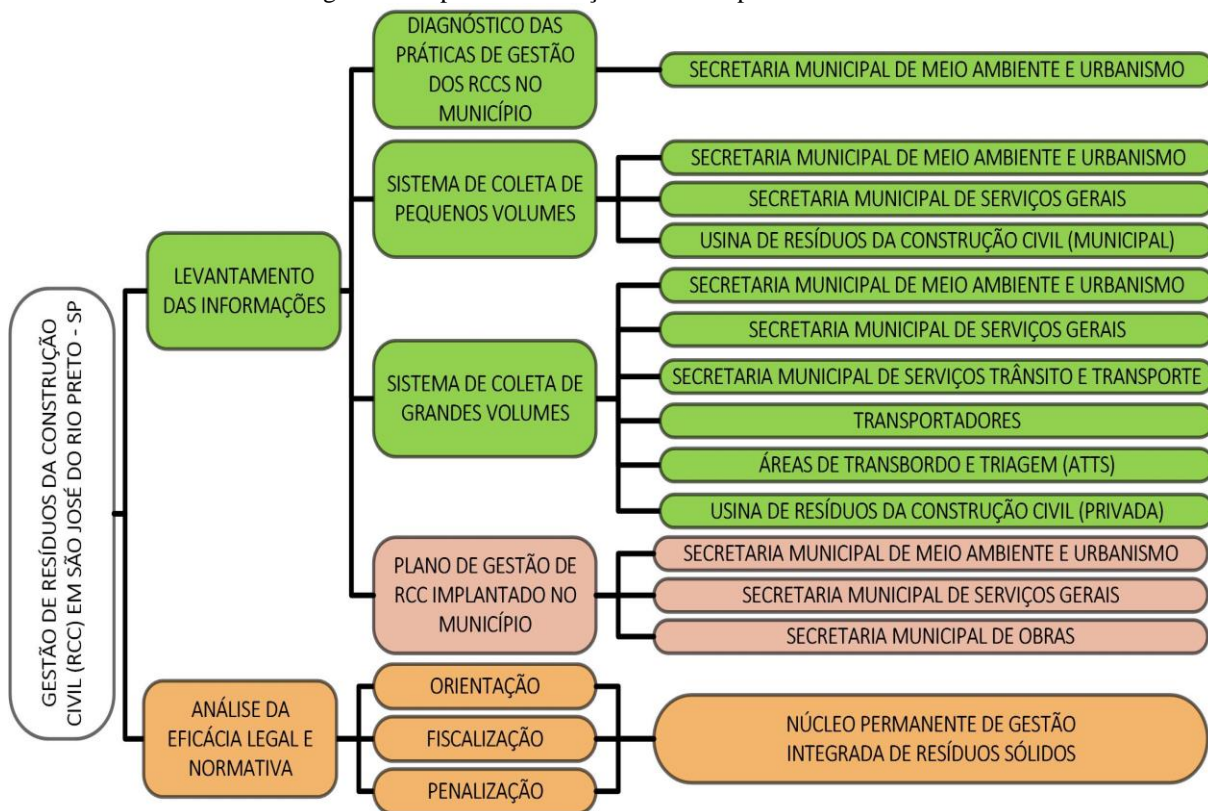 GESTÃO DE RESÍDUOS DA CONSTRUÇÃO
CIVIL (RCC) EM SÃO JOSÉ DO RIO PRETO - SP
LEVANTAMENTO
DAS INFORMAÇÕES
DIAGNÓSTICO DAS
PRÁTICAS DE GESTÃO
DOS RCCS NO
MUNICÍPIO
SECRETARIA MUNICIPAL DE MEIO AMBIENTE E URBANISMO
SISTEMA DE COLETA DE
PEQUENOS VOLUMES
SECRETARIA MUNICIPAL DE MEIO AMBIENTE E URBANISMO
SECRETARIA MUNICIPAL DE SERVIÇOS GERAIS
USINA DE RESÍDUOS DA CONSTRUÇÃO CIVIL (MUNICIPAL)
SISTEMA DE COLETA DE
GRANDES VOLUMES
SECRETARIA MUNICIPAL DE MEIO AMBIENTE E URBANISMO
SECRETARIA MUNICIPAL DE SERVIÇOS GERAIS
SECRETARIA MUNICIPAL DE SERVIÇOS TRÂNSITO E TRANSPORTE
TRANSPORTADORES
ÁREAS DE TRANSBORDO E TRIAGEM (ATTS)
USINA DE RESÍDUOS DA CONSTRUÇÃO CIVIL (PRIVADA)
PLANO DE GESTÃO DE
RCC IMPLANTADO NO
MUNICÍPIO
SECRETARIA MUNICIPAL DE MEIO AMBIENTE E URBANISMO
SECRETARIA MUNICIPAL DE SERVIÇOS GERAIS
SECRETARIA MUNICIPAL DE OBRAS
ANÁLISE DA
EFICÁCIA LEGAL E
NORMATIVA
ORIENTAÇÃO
FISCALIZAÇÃO
PENALIZAÇÃO
NÚCLEO PERMANENTE DE GESTÃO
INTEGRADA DE RESÍDUOS SÓLIDOS